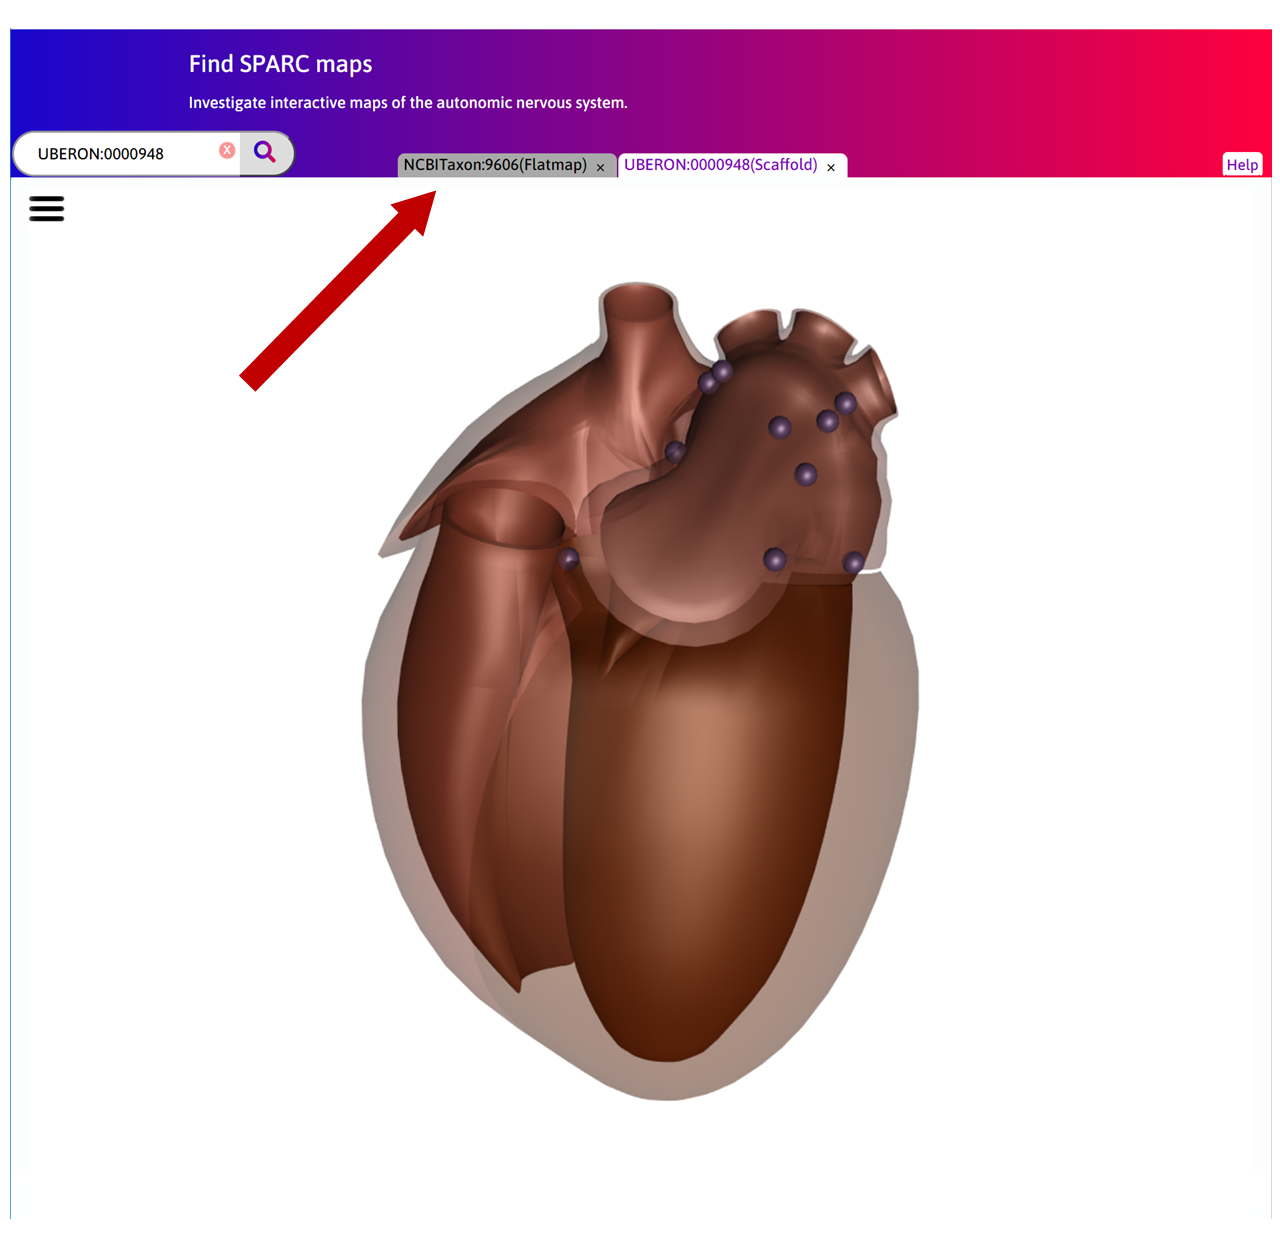 Find SPARC maps
Investigate interactive maps of the autonomic nervous system.
UBERON:0000948 x
NCBITaxon:9606(Flatmap) × UBERON:0000948(Scaffold) × Help